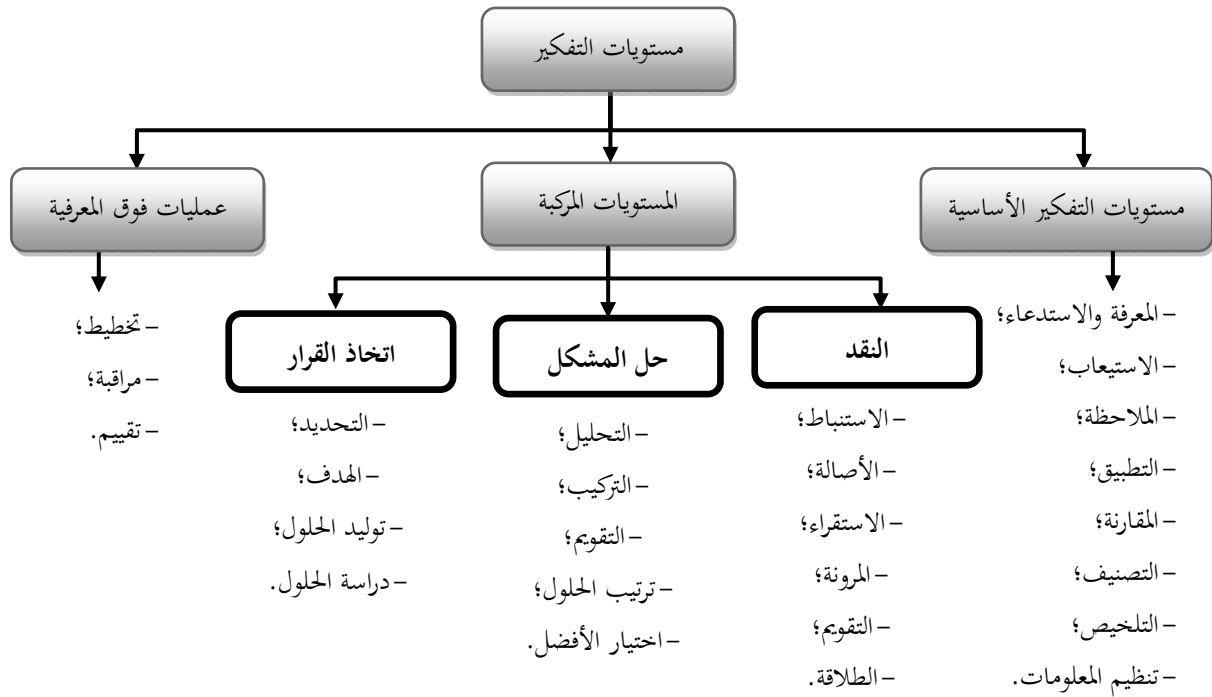 مستويات التفكير
مستويات التفكير الأساسية
المستويات المركبة
عمليات فوق المعرفية
-المعرفة والاستدعاء؛
-الاستيعاب؛
-الملاحظة؛
-التطبيق؛
-المقارنة؛
-التصنيف؛
-التلخيص؛
-تنظيم المعلومات.
النقد
-الاستنباط؛
-الأصالة؛
-الاستقراء؛
-المرونة؛
-التقويم؛
-الطلاقة.
حل المشكل
-التحليل؛
-التركيب؛
-التقويم؛
-ترتيب الحلول؛
-اختيار الأفضل.
اتخاذ القرار
-التحديد؛
-الهدف؛
-توليد الحلول؛
-دراسة الحلول.
-تخطيط؛
-مراقبة؛
-تقييم.